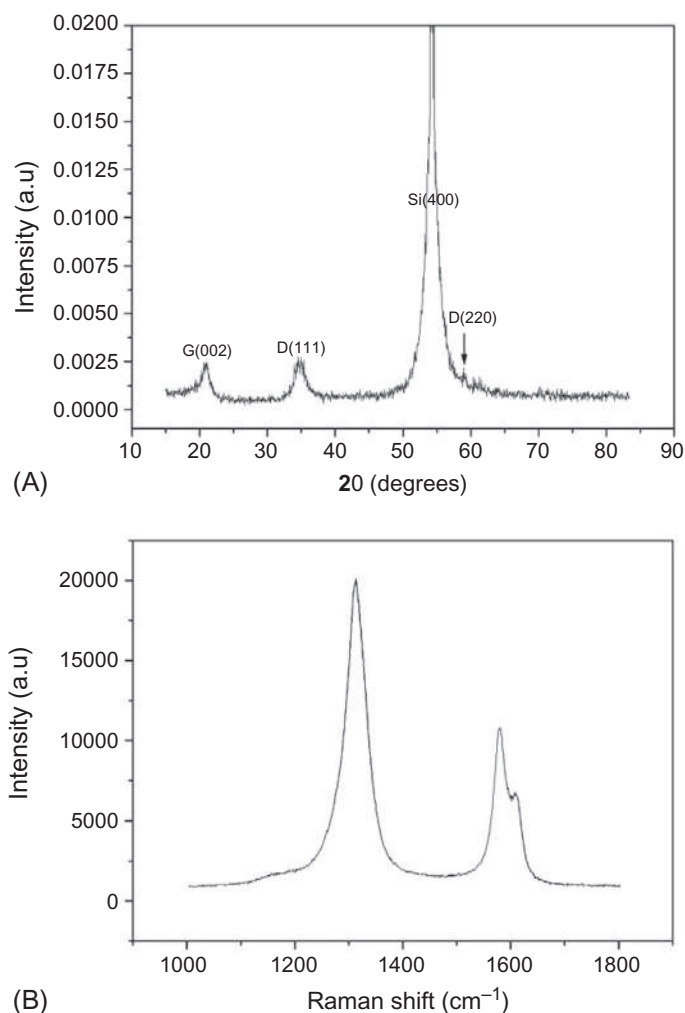 0.0200
0.0175
0.0150
0.0125
0.0100
0.0075
0.0050
0.0025
0.0000
Intensity (a.u)
Si(400)
D(220)
G(002)
D(111)
10 20 30 40 50 60 70 80 90
(A)
20 (degrees)
20000
15000
10000
5000
0
Intensity (a.u)
1000 1200 1400 1600 1800
(B)
Raman shift (cm⁻¹)